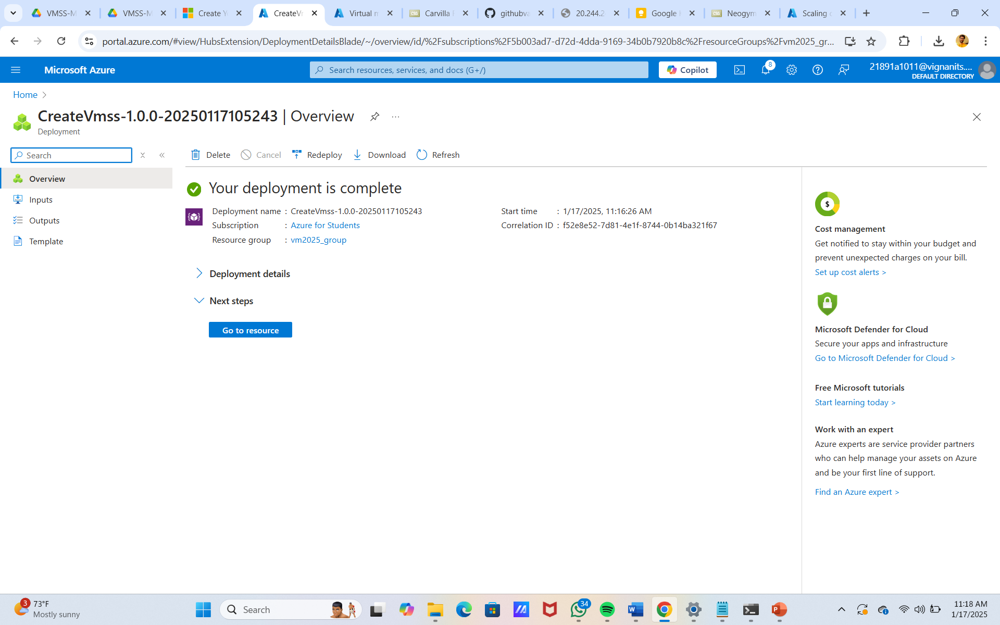 VMSS-M
VMSS-M
Create Yo
CreateVm
Virtual m
Carvilla
githubva
20.244.2
Google
Neogym
Scaling
portal.azure.com/#view/HubsExtension/DeploymentDetailsBlade/~/overview/id/%2Fsubscriptions%2F5b003ad7-d72d-4dda-9169-34b0b7920b8c%2FresourceGroups%2Fvm2025_gr...
Microsoft Azure
Search resources, services, and docs (G+/)
Copilot
8
21891a1011@vignanits....
DEFAULT DIRECTORY
Home
CreateVmss-1.0.0-20250117105243 | Overview
Deployment
Search
Delete
Cancel
Redeploy
Download
Refresh
Overview
Inputs
Outputs
Template
Your deployment is complete
Deployment name : CreateVmss-1.0.0-20250117105243
Subscription : Azure for Students
Resource group : vm2025_group
Start time : 1/17/2025, 11:16:26 AM
Correlation ID : f52e8e52-7d81-4e1f-8744-0b14ba321f67
Deployment details
Next steps
Go to resource
$
Cost management
Get notified to stay within your budget and
prevent unexpected charges on your bill.
Set up cost alerts >
Microsoft Defender for Cloud
Secure your apps and infrastructure
Go to Microsoft Defender for Cloud >
Free Microsoft tutorials
Start learning today >
Work with an expert
Azure experts are service provider partners
who can help manage your assets on Azure
and be your first line of support.
Find an Azure expert >
3
73°F
Mostly sunny
Search
34
W
P
11:18 AM
1/17/2025